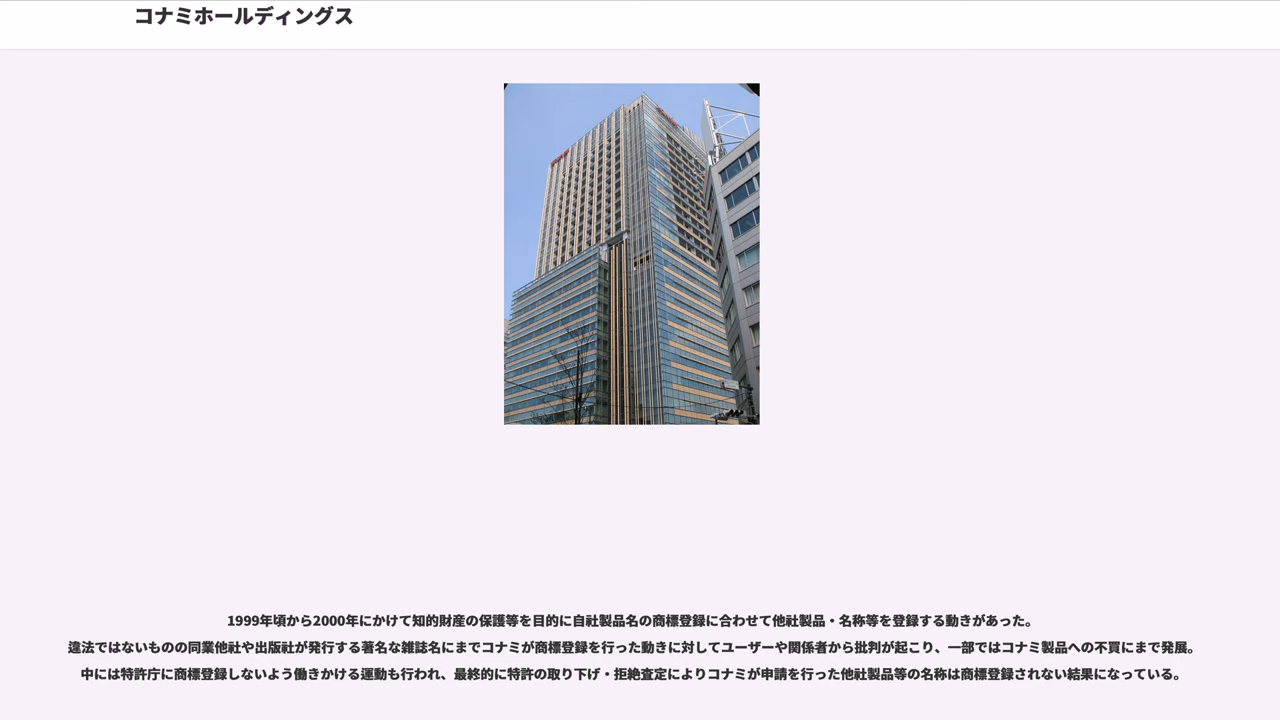 コナミホールディングス
1999年頃から2000年にかけて知的財産の保護等を目的に自社製品名の商標登録に合わせて他社製品・名称等を登録する動きがあった。
違法ではないものの同業他社や出版社が発行する著名な雑誌名にまでコナミが商標登録を行った動きに対してユーザーや関係者から批判が起こり、一部ではコナミ製品への不買にまで発展。
中には特許庁に商標登録しないよう働きかける運動も行われ、最終的に特許の取り下げ・拒絶査定によりコナミが申請を行った他社製品等の名称は商標登録されない結果になっている。